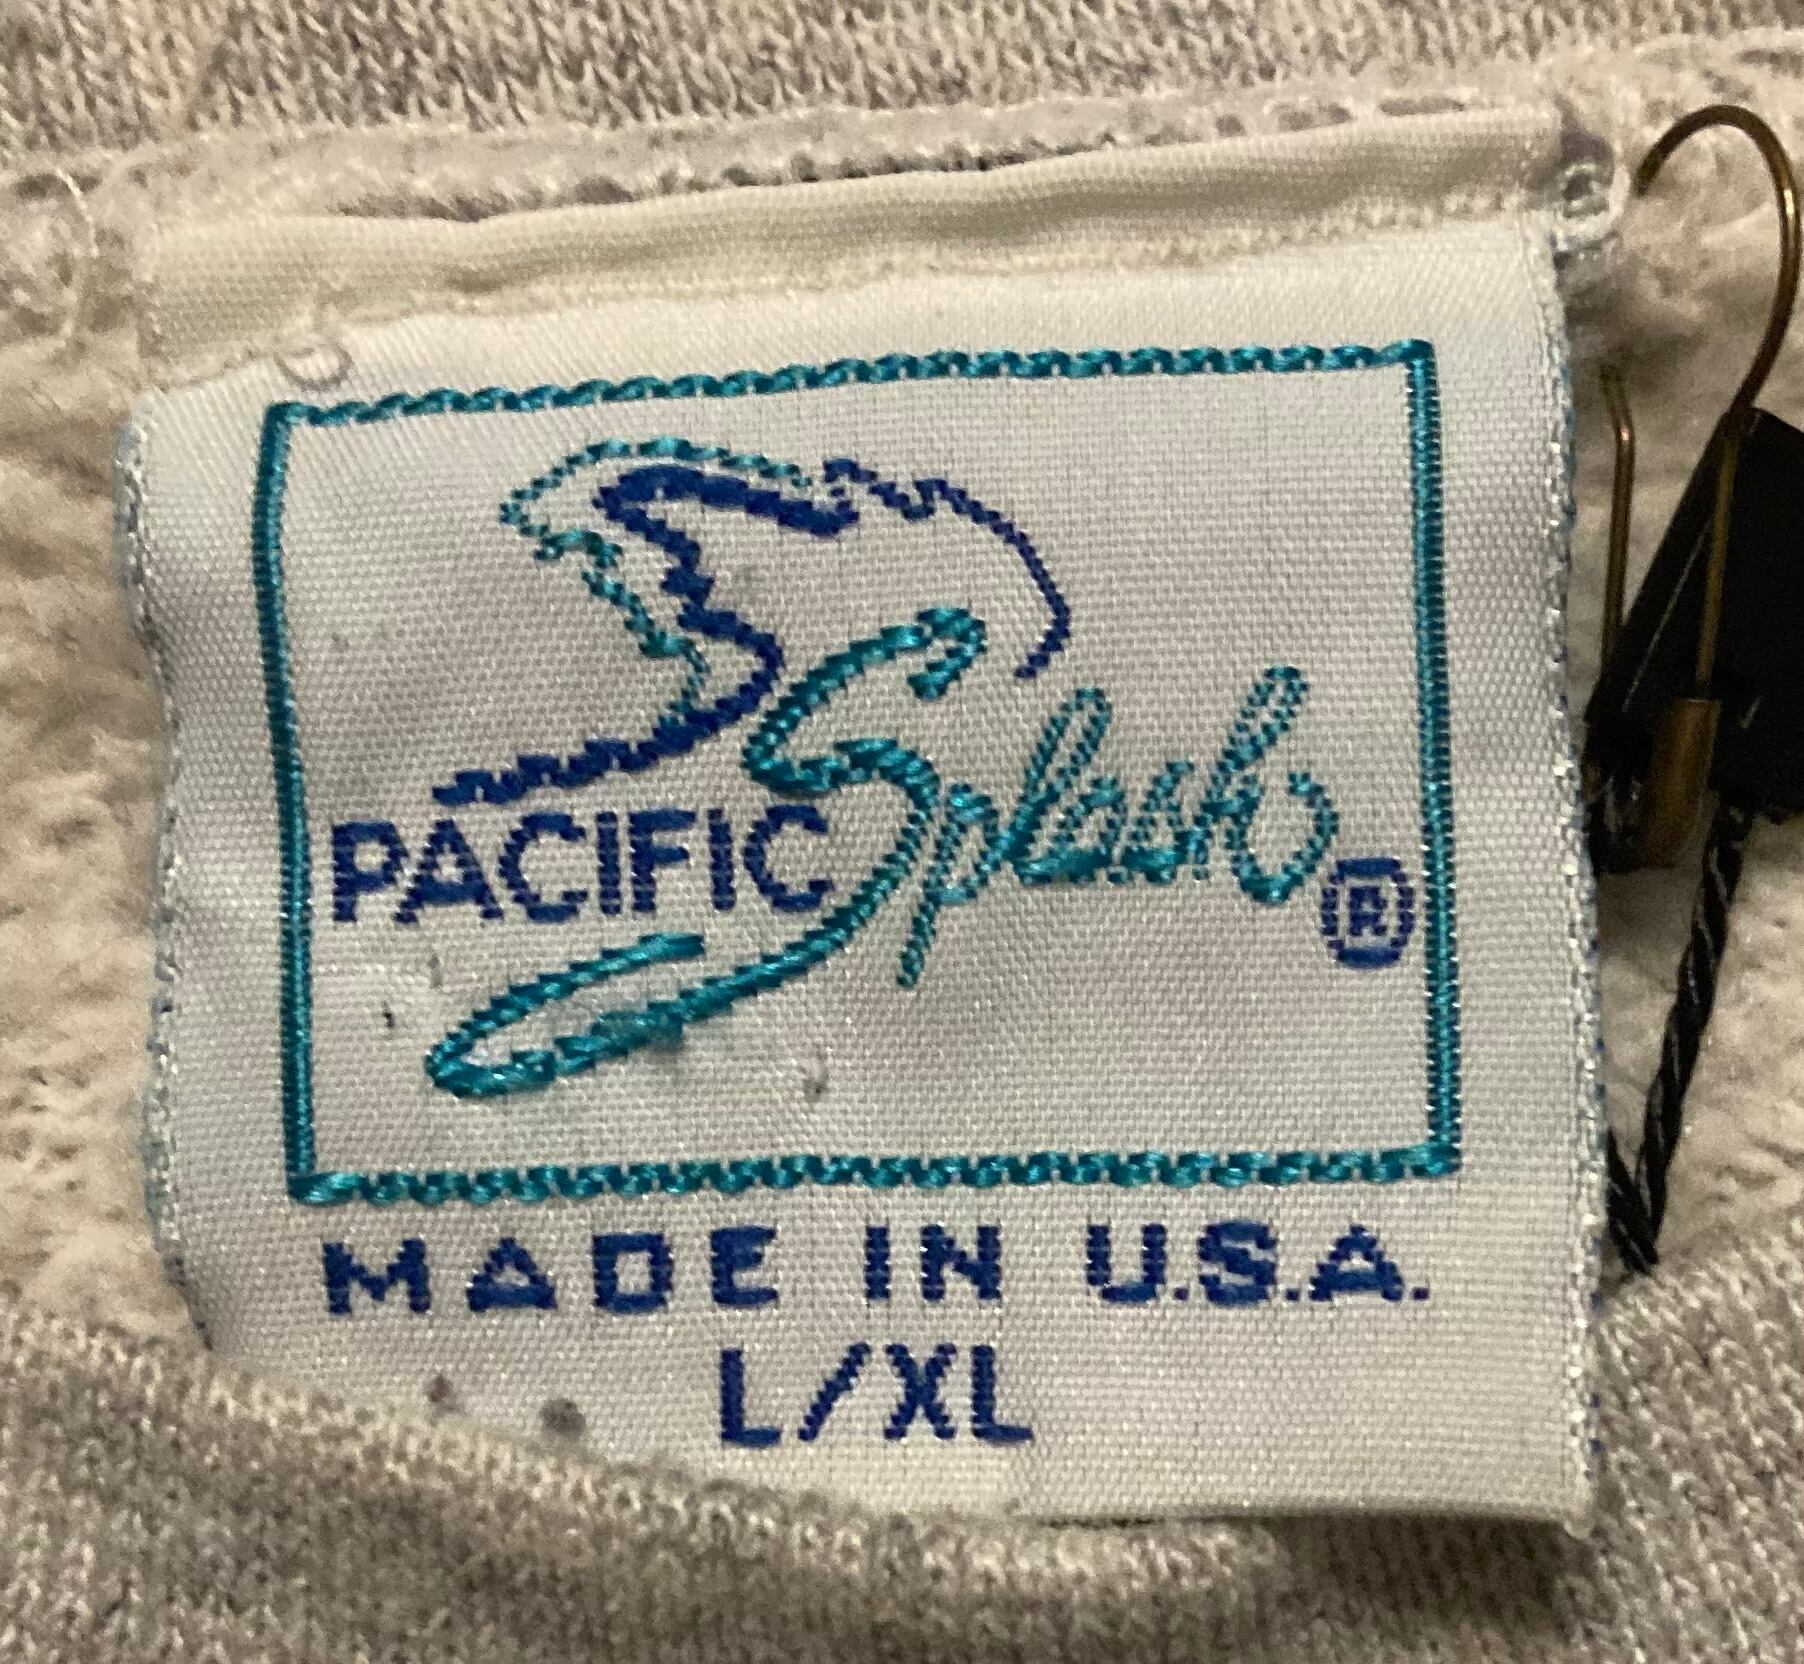 PACIFIC Splash ®
MADE IN U.S.A.
L/XL